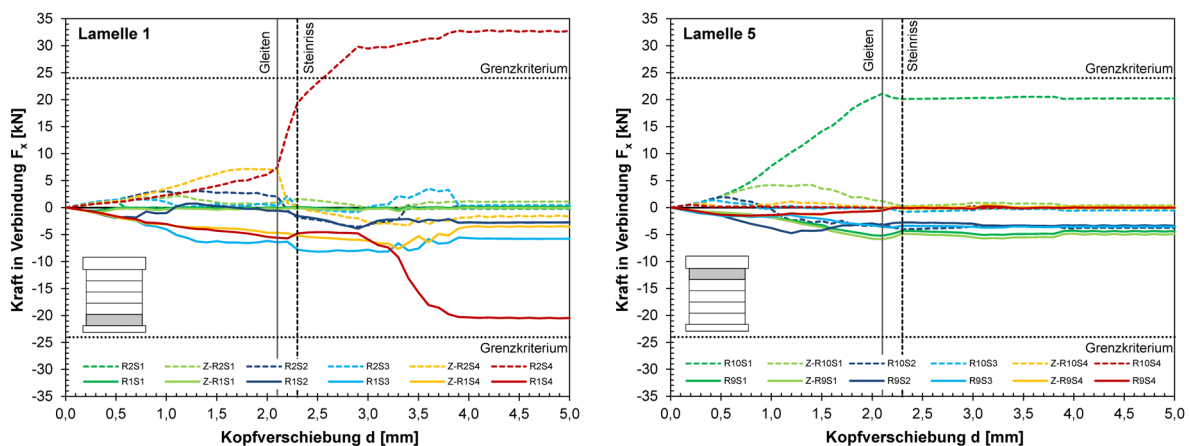 Lamelle 1
Gleiten
Steinriss
Grenzkriterium
Grenzkriterium
Kraft in Verbindung Fx [kN]
35
30
25
20
15
10
5
0
-5
-10
-15
-20
-25
-30
-35
R2S1 Z-R2S1 R2S2 R2S3 Z-R2S4 R2S4
R1S1 Z-R1S1 R1S2 R1S3 Z-R1S4 R1S4
0,0 0,5 1,0 1,5 2,0 2,5 3,0 3,5 4,0 4,5 5,0
Kopfverschiebung d [mm]
Lamelle 5
Gleiten
Steinriss
Grenzkriterium
Grenzkriterium
Kraft in Verbindung Fx [kN]
35
30
25
20
15
10
5
0
-5
-10
-15
-20
-25
-30
-35
R10S1 Z-R10S1 R10S2 R10S3 Z-R10S4 R10S4
R9S1 Z-R9S1 R9S2 R9S3 Z-R9S4 R9S4
0,0 0,5 1,0 1,5 2,0 2,5 3,0 3,5 4,0 4,5 5,0
Kopfverschiebung d [mm]